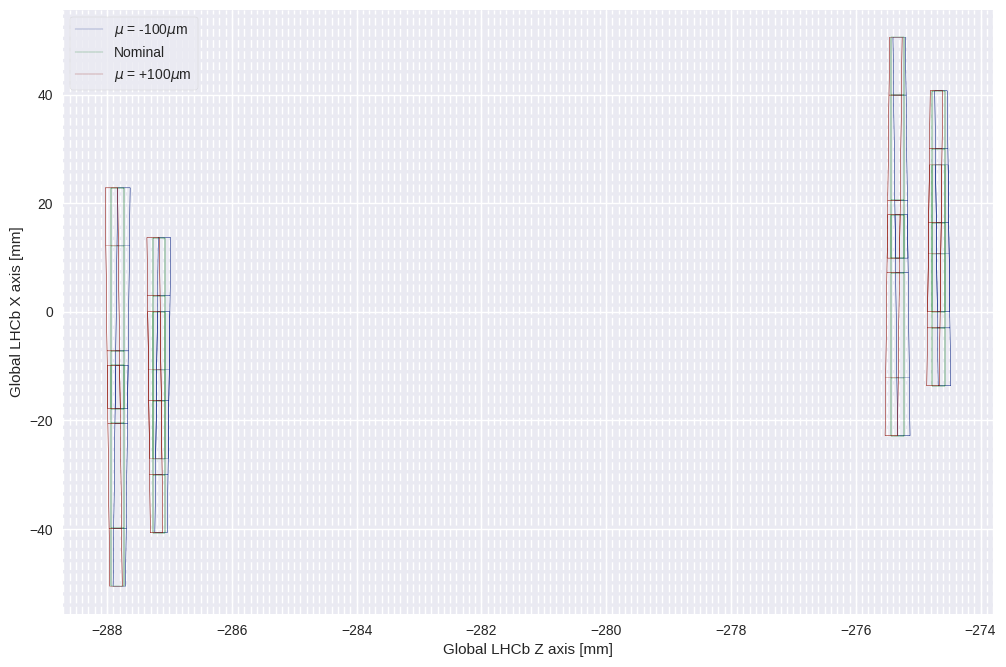 μ = -100μm
Nominal
μ = +100μm
40
20
0
−20
−40
Global LHCb X axis [mm]
−288 −286 −284 −282 −280 −278 −276 −274
Global LHCb Z axis [mm]